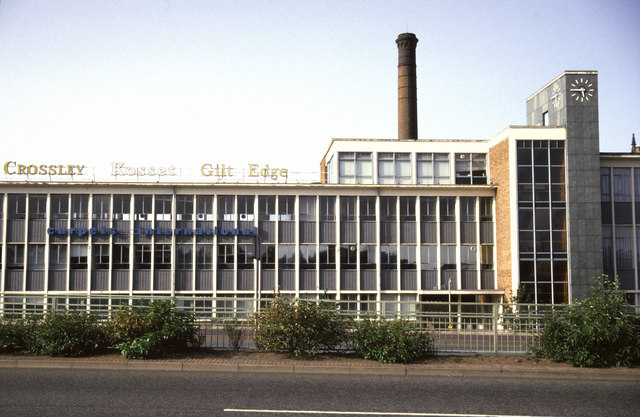 CROSSLEY Kosset Gilt Edge
carpets international